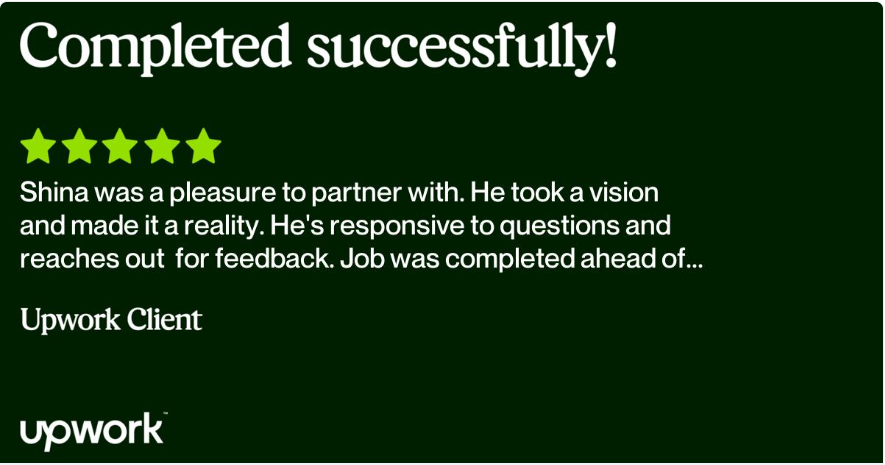 Completed successfully!
Shina was a pleasure to partner with. He took a vision
and made it a reality. He's responsive to questions and
reaches out  for feedback. Job was completed ahead of...
Upwork Client
upwork™